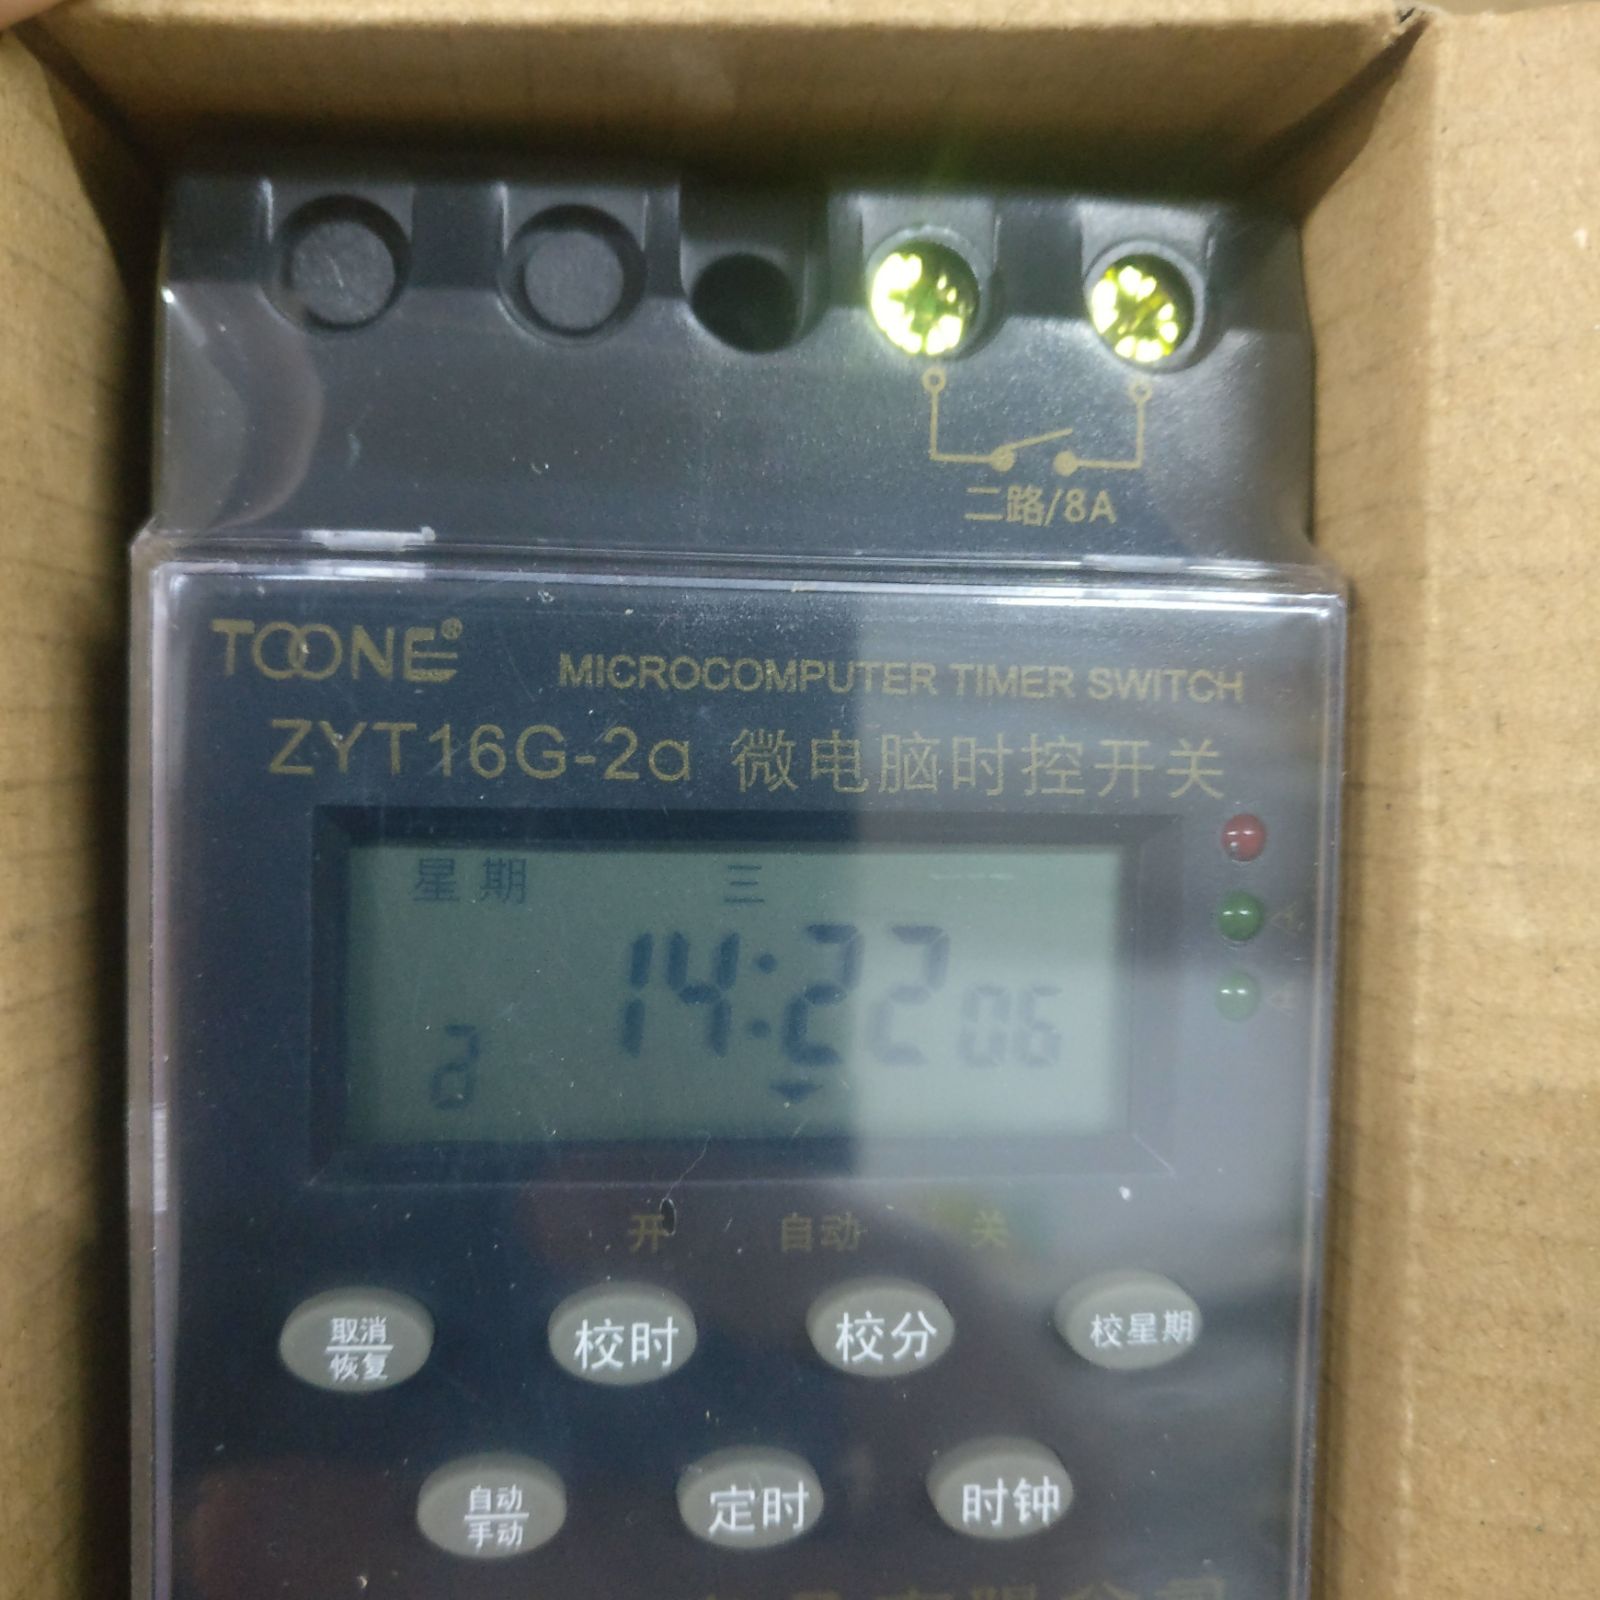 二路/8A
TOONE®
MICROCOMPUTER TIMER SWITCH
ZYT16G-2a 微电脑时控开关
星期 三
14:22 06
2
开 自动 关
取消
恢复
校时
校分
校星期
自动
手动
定时
时钟